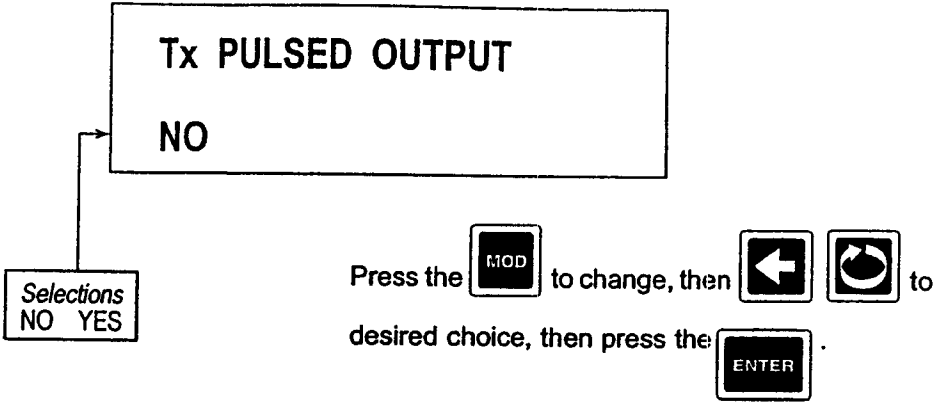 Tx PULSED OUTPUT
NO
Selections
NO YES
Press the MOD to change, then to
desired choice, then press the ENTER .